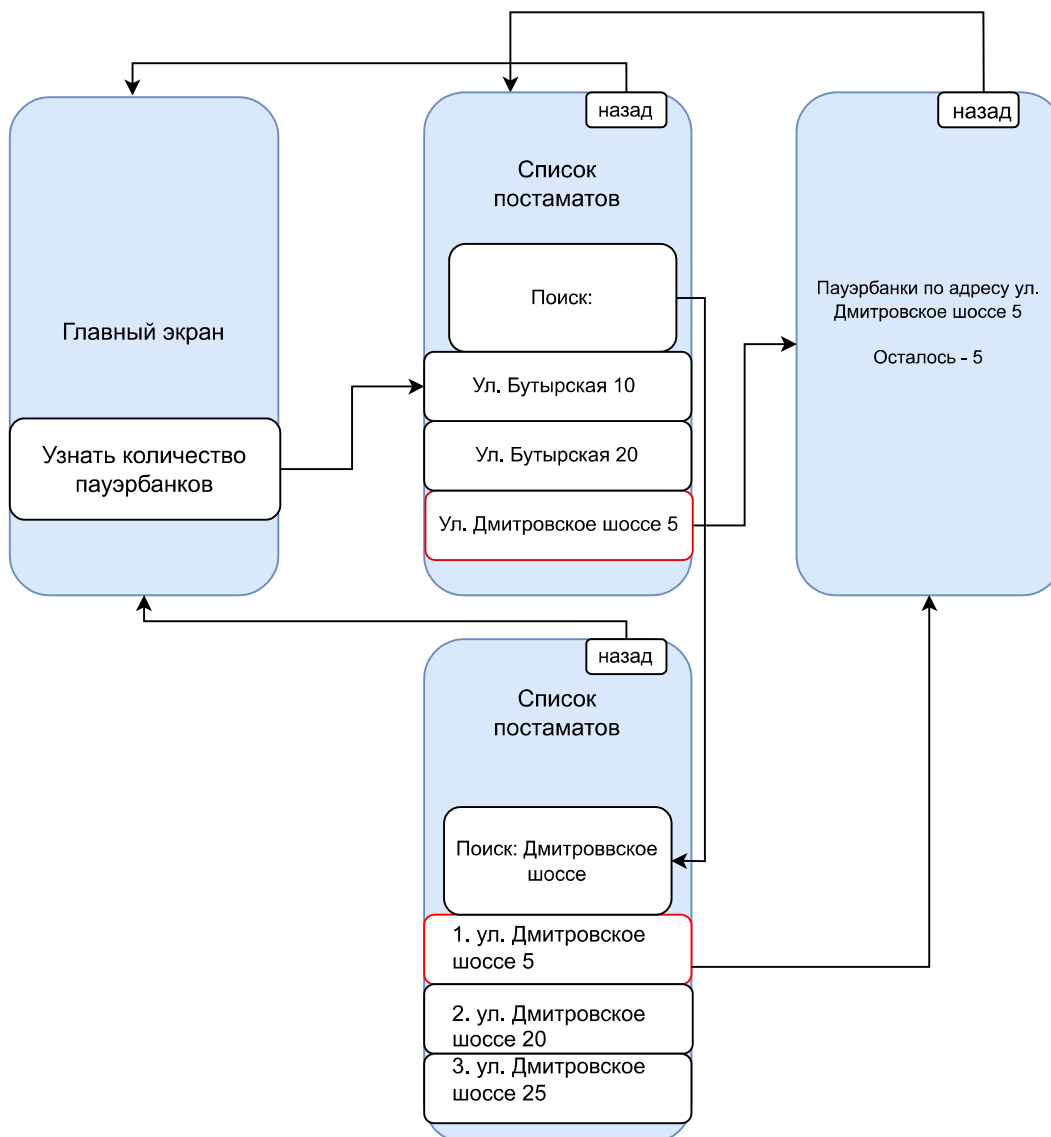 Главный экран
Узнать количество
пауэрбанков
назад
Список
постаматов
Поиск:
Ул. Бутырская 10
Ул. Бутырская 20
Ул. Дмитровское шоссе 5
назад
Пауэрбанки по адресу ул.
Дмитровское шоссе 5
Осталось - 5
назад
Список
постаматов
Поиск: Дмитроввское
шоссе
1. ул. Дмитровское
шоссе 5
2. ул. Дмитровское
шоссе 20
3. ул. Дмитровское
шоссе 25